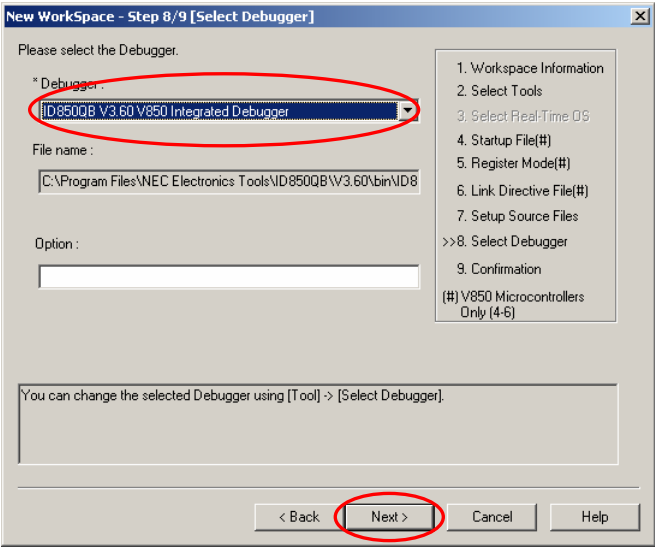 New WorkSpace - Step 8/9 [Select Debugger]
Please select the Debugger.
* Debugger :
ID850QB V3.60 V850 Integrated Debugger
File name :
C:\Program Files\NEC Electronics Tools\ID850QB\V3.60\bin\ID8
Option :
1. Workspace Information
2. Select Tools
3. Select Real-Time OS
4. Startup File(#)
5. Register Mode(#)
6. Link Directive File(#)
7. Setup Source Files
>>8. Select Debugger
9. Confirmation
(#) V850 Microcontrollers
Only (4-6)
You can change the selected Debugger using [Tool] -> [Select Debugger].
< Back
Next >
Cancel
Help